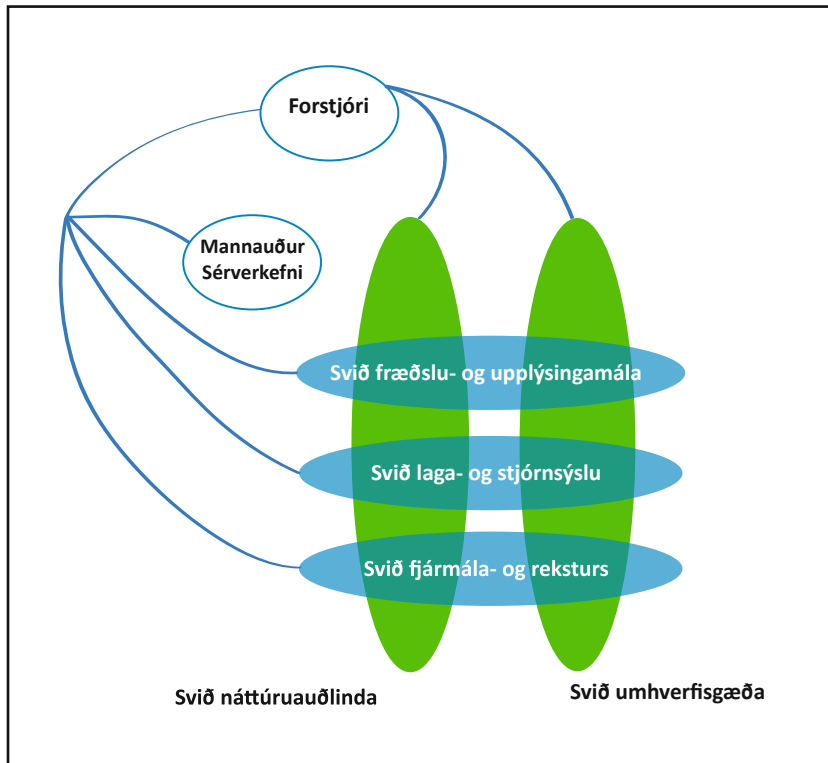 Forstjóri
Mannauður
Sérverkefni
Svið fræðslu- og upplýsingamála
Svið laga- og stjórnsýslu
Svið fjármála- og reksturs
Svið náttúruauðlinda
Svið umhverfisgæða